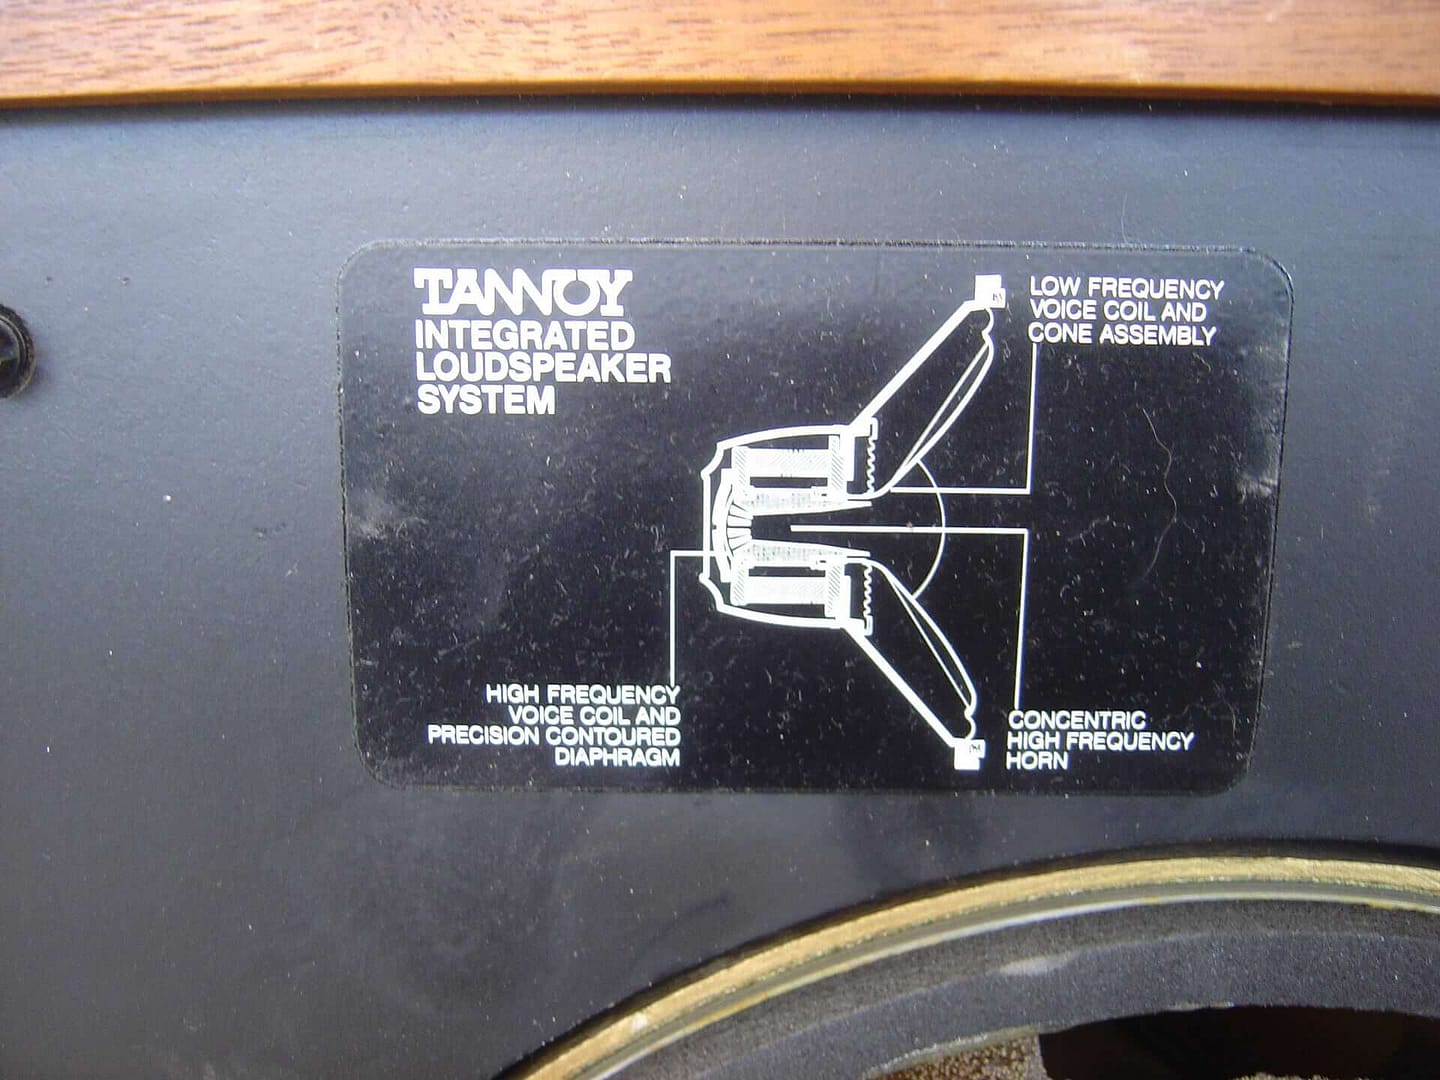 TANNOY
INTEGRATED
LOUDSPEAKER
SYSTEM
LOW FREQUENCY
VOICE COIL AND
CONE ASSEMBLY
HIGH FREQUENCY
VOICE COIL AND
PRECISION CONTOURED
DIAPHRAGM
CONCENTRIC
HIGH FREQUENCY
HORN